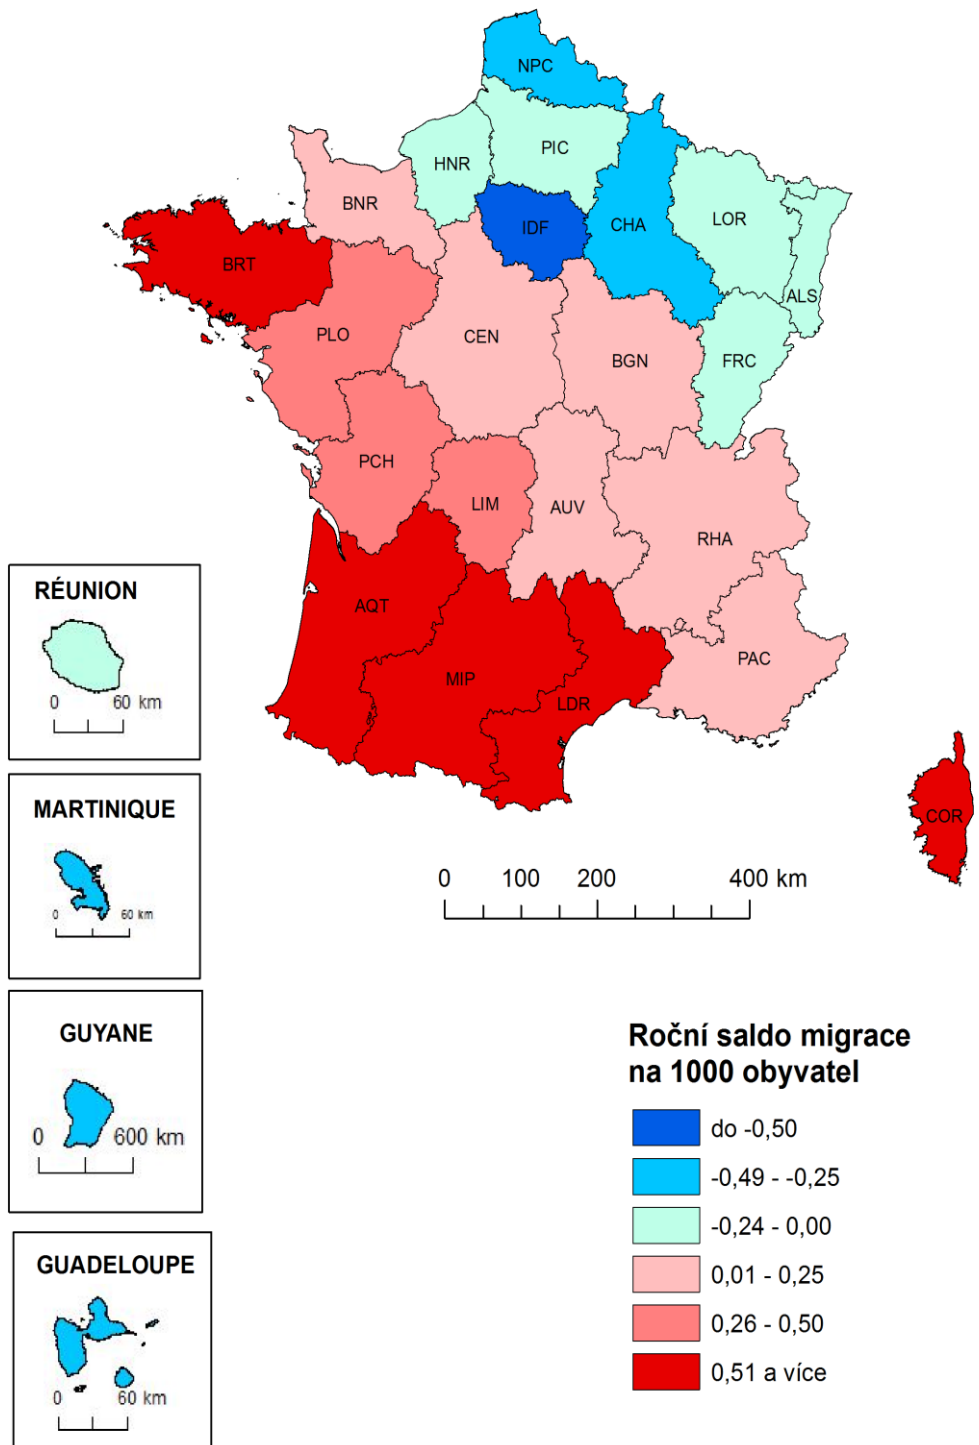 NPC
PIC
HNR
BNR
IDF
CHA
LOR
BRT
ALS
PLO
CEN
BGN
FRC
PCH
LIM
AUV
RHA
AQT
MIP
LDR
PAC
COR
0 100 200 400 km
RÉUNION
0 60 km
MARTINIQUE
0 60 km
GUYANE
0 600 km
GUADELOUPE
0 60 km
Roční saldo migrace
na 1000 obyvatel
do -0,50
-0,49 - -0,25
-0,24 - 0,00
0,01 - 0,25
0,26 - 0,50
0,51 a více